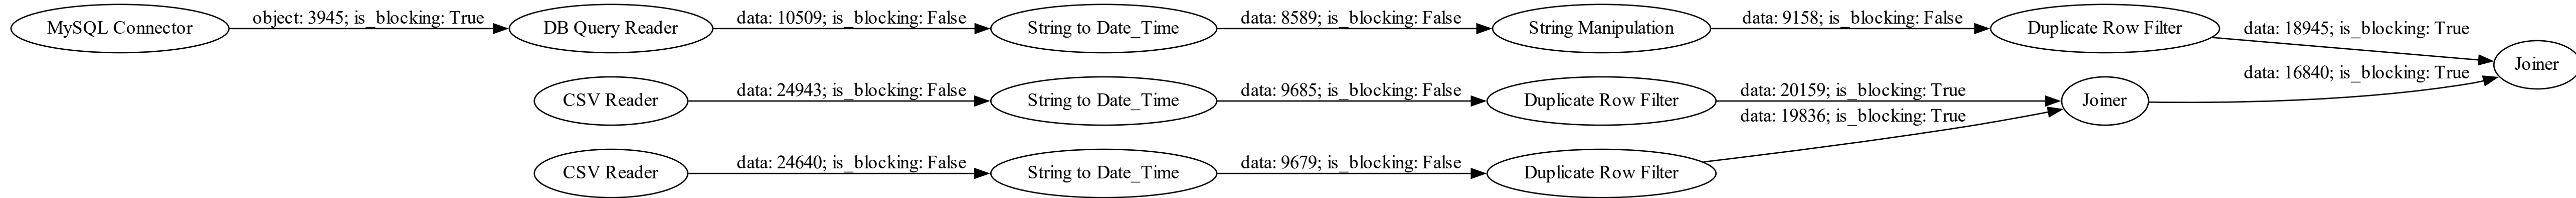 MySQL Connector
object: 3945; is_blocking: True
DB Query Reader
data: 10509; is_blocking: False
String to Date_Time
data: 8589; is_blocking: False
String Manipulation
data: 9158; is_blocking: False
Duplicate Row Filter
data: 18945; is_blocking: True
Joiner
CSV Reader
data: 24943; is_blocking: False
String to Date_Time
data: 9685; is_blocking: False
Duplicate Row Filter
data: 20159; is_blocking: True
Joiner
data: 16840; is_blocking: True
CSV Reader
data: 24640; is_blocking: False
String to Date_Time
data: 9679; is_blocking: False
Duplicate Row Filter
data: 19836; is_blocking: True